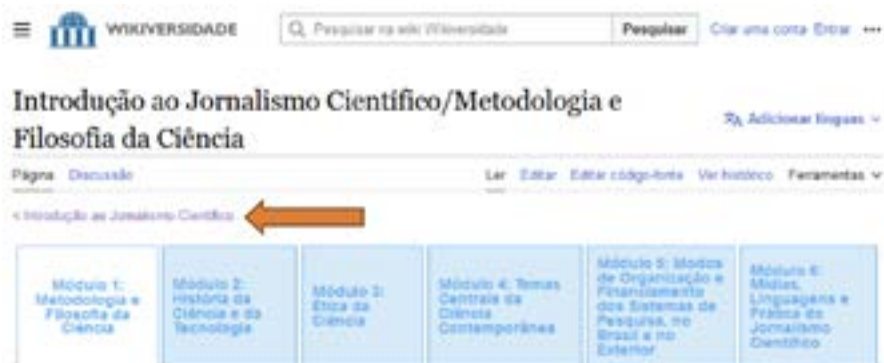 WIKIVERSIDADE
Pesquisar na wiki Wikiversidade
Pesquisar
Criar uma conta Entrar
Introdução ao Jornalismo Científico/Metodologia e
Filosofia da Ciência
Adicionar línguas
Página Discussão
Ler Editar Editar código-fonte Ver histórico Ferramentas
< Introdução ao Jornalismo Científico
Módulo 1:
Metodologia e
Filosofia da
Ciência
Módulo 2:
História da
Ciência e da
Tecnologia
Módulo 3:
Ética da
Ciência
Módulo 4: Temas
Centrais da
Ciência
Contemporânea
Módulo 5: Modos
de Organização e
Financiamento
dos Sistemas de
Pesquisa, no
Brasil e no
Exterior
Módulo 6:
Mídias,
Linguagens e
Prática do
Jornalismo
Científico